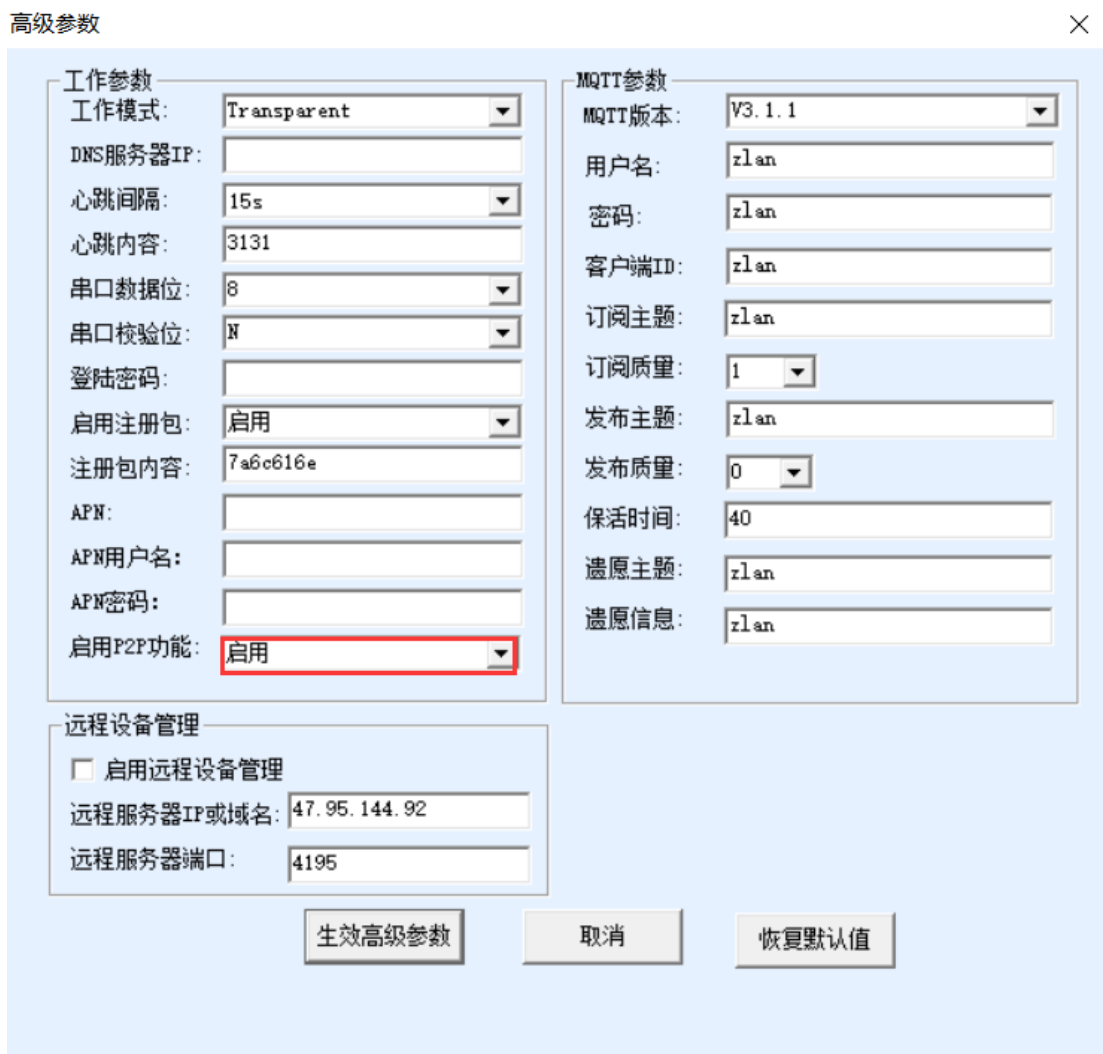 高级参数
工作参数
工作模式: Transparent
DNS服务器IP:
心跳间隔: 15s
心跳内容: 3131
串口数据位: 8
串口校验位: N
登陆密码:
启用注册包: 启用
注册包内容: 7a6c616e
APN:
APN用户名:
APN密码:
启用P2P功能: 启用
MQTT参数
MQTT版本: V3.1.1
用户名: zlan
密码: zlan
客户端ID: zlan
订阅主题: zlan
订阅质量: 1
发布主题: zlan
发布质量: 0
保活时间: 40
遗愿主题: zlan
遗愿信息: zlan
远程设备管理
启用远程设备管理
远程服务器IP或域名: 47.95.144.92
远程服务器端口: 4195
生效高级参数 取消 恢复默认值